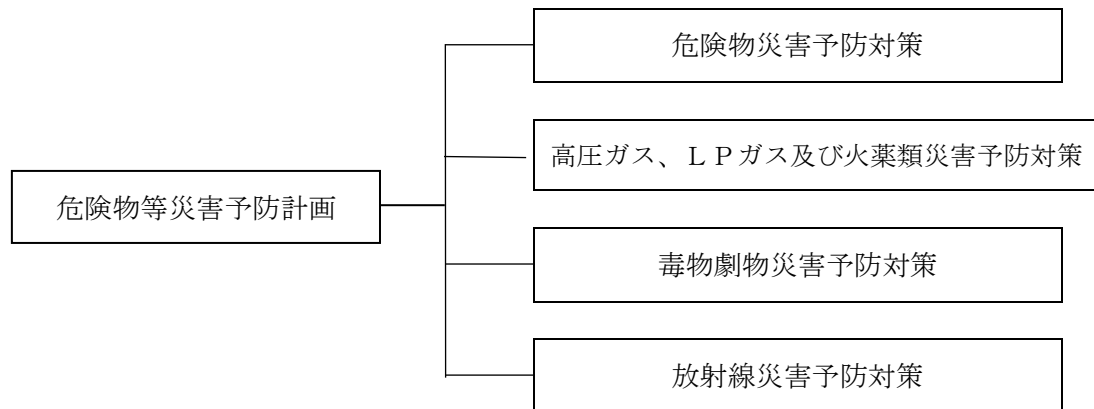 危険物等災害予防計画
危険物災害予防対策
高圧ガス、ＬＰガス及び火薬類災害予防対策
毒物劇物災害予防対策
放射線災害予防対策